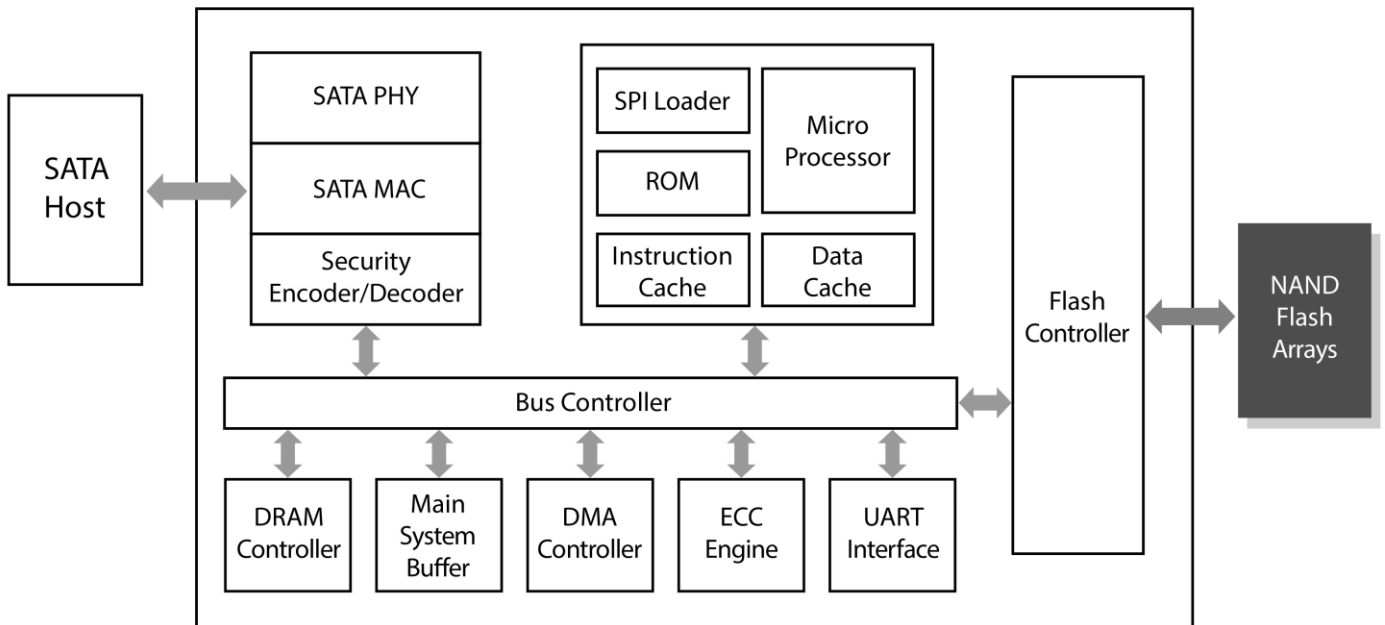 SATA
Host
SATA PHY
SATA MAC
Security
Encoder/Decoder
SPI Loader
ROM
Instruction
Cache
Micro
Processor
Data
Cache
Flash
Controller
NAND
Flash
Arrays
Bus Controller
DRAM
Controller
Main
System
Buffer
DMA
Controller
ECC
Engine
UART
Interface